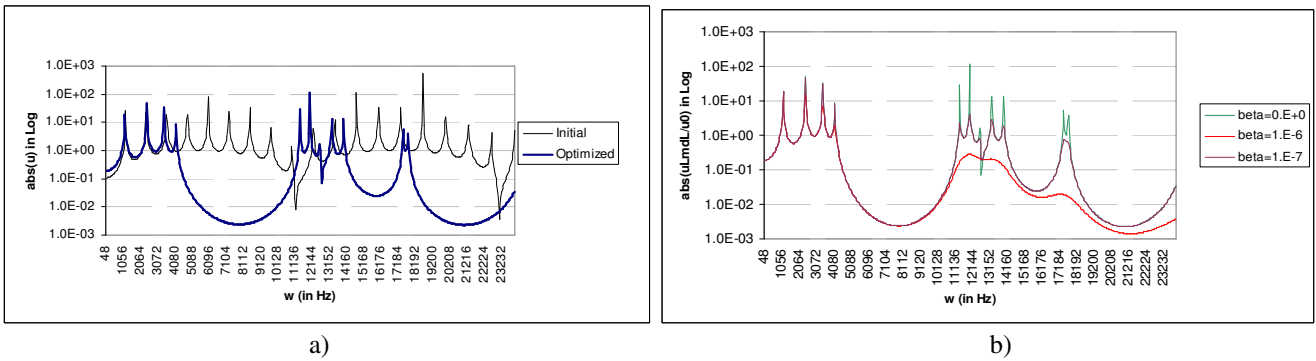 abs(u) in Log
1.0E+03
1.0E+02
1.0E+01
1.0E+00
1.0E-01
1.0E-02
1.0E-03
48
1056
2064
3072
4080
5088
6096
7104
8112
9120
10128
11136
12144
13152
14160
15168
16176
17184
18192
19200
20208
21216
22224
23232
w (in Hz)
Initial
Optimized
a)
abs(uLmdL/u0) in Log
1.0E+03
1.0E+02
1.0E+01
1.0E+00
1.0E-01
1.0E-02
1.0E-03
48
1056
2064
3072
4080
5088
6096
7104
8112
9120
10128
11136
12144
13152
14160
15168
16176
17184
18192
19200
20208
21216
22224
23232
w (in Hz)
beta=0.E+0
beta=1.E-6
beta=1.E-7
b)